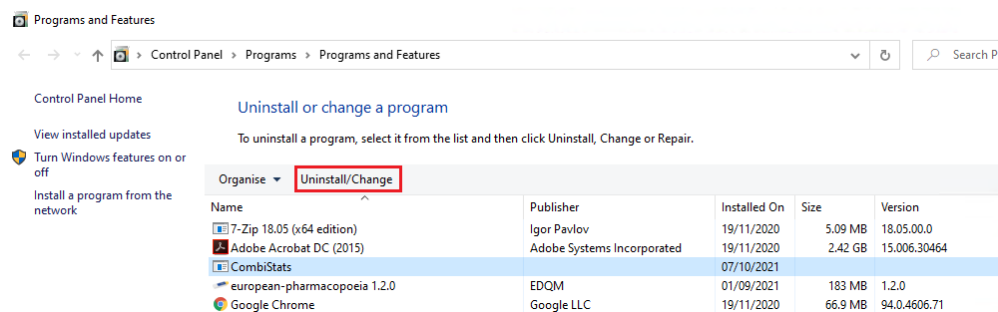 Programs and Features
Control Panel > Programs > Programs and Features
Search P
Control Panel Home
View installed updates
Turn Windows features on or
off
Install a program from the
network
Uninstall or change a program
To uninstall a program, select it from the list and then click Uninstall, Change or Repair.
Organise Uninstall/Change
Name Publisher Installed On Size Version
7-Zip 18.05 (x64 edition) Igor Pavlov 19/11/2020 5.09 MB 18.05.00.0
Adobe Acrobat DC (2015) Adobe Systems Incorporated 19/11/2020 2.42 GB 15.006.30464
CombiStats 07/10/2021
european-pharmacopoeia 1.2.0 EDQM 01/09/2021 183 MB 1.2.0
Google Chrome Google LLC 19/11/2020 66.9 MB 94.0.4606.71